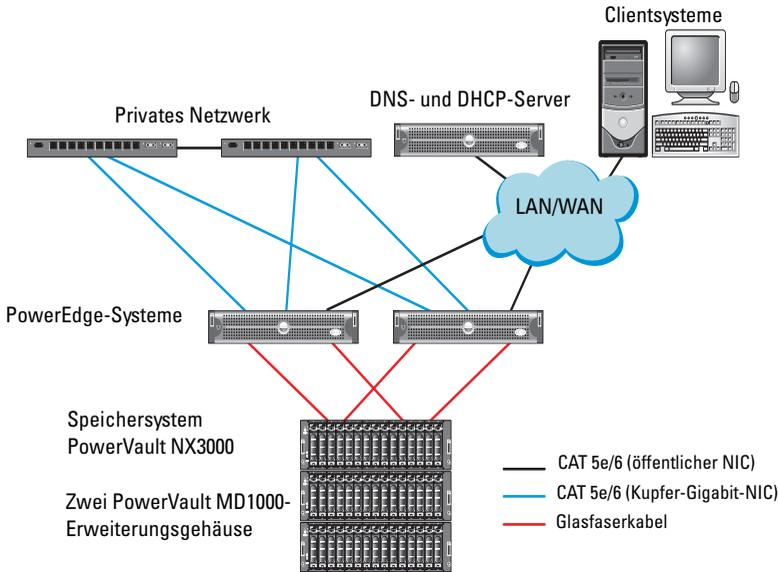 Clientsysteme
DNS- und DHCP-Server
Privates Netzwerk
LAN/WAN
PowerEdge-Systeme
Speichersystem
PowerVault NX3000
Zwei PowerVault MD1000-
Erweiterungsgehäuse
CAT 5e/6 (öffentlicher NIC)
CAT 5e/6 (Kupfer-Gigabit-NIC)
Glasfaserkabel